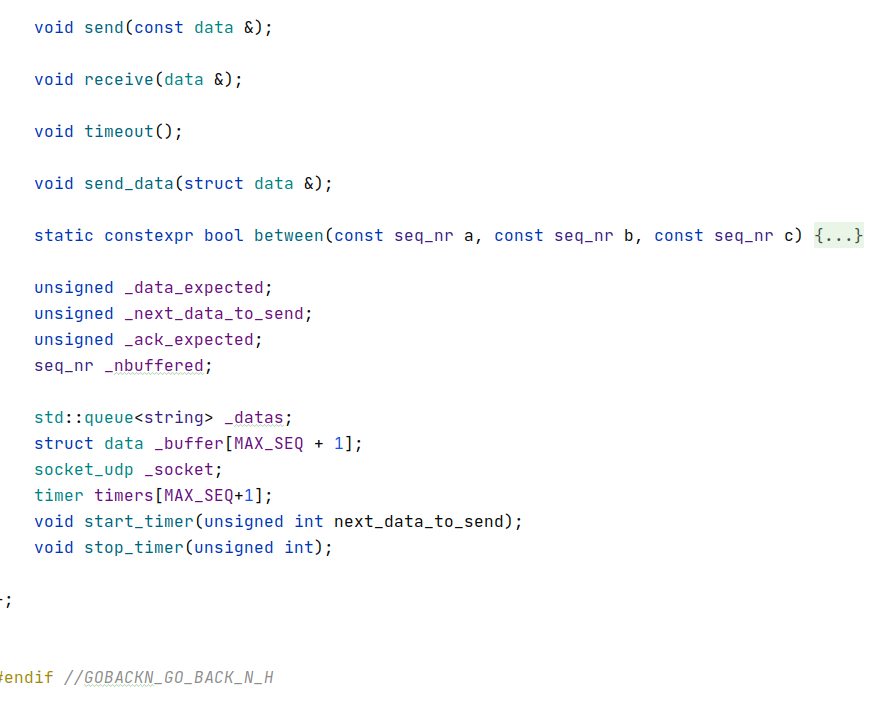 void send(const data &);
void receive(data &);
void timeout();
void send_data(struct data &);
static constexpr bool between(const seq_nr a, const seq_nr b, const seq_nr c) {...}
unsigned _data_expected;
unsigned _next_data_to_send;
unsigned _ack_expected;
seq_nr _nbuffered;
std::queue<string> _datas;
struct data _buffer[MAX_SEQ + 1];
socket_udp _socket;
timer timers[MAX_SEQ+1];
void start_timer(unsigned int next_data_to_send);
void stop_timer(unsigned int);
};
#endif //GOBACKN_GO_BACK_N_H